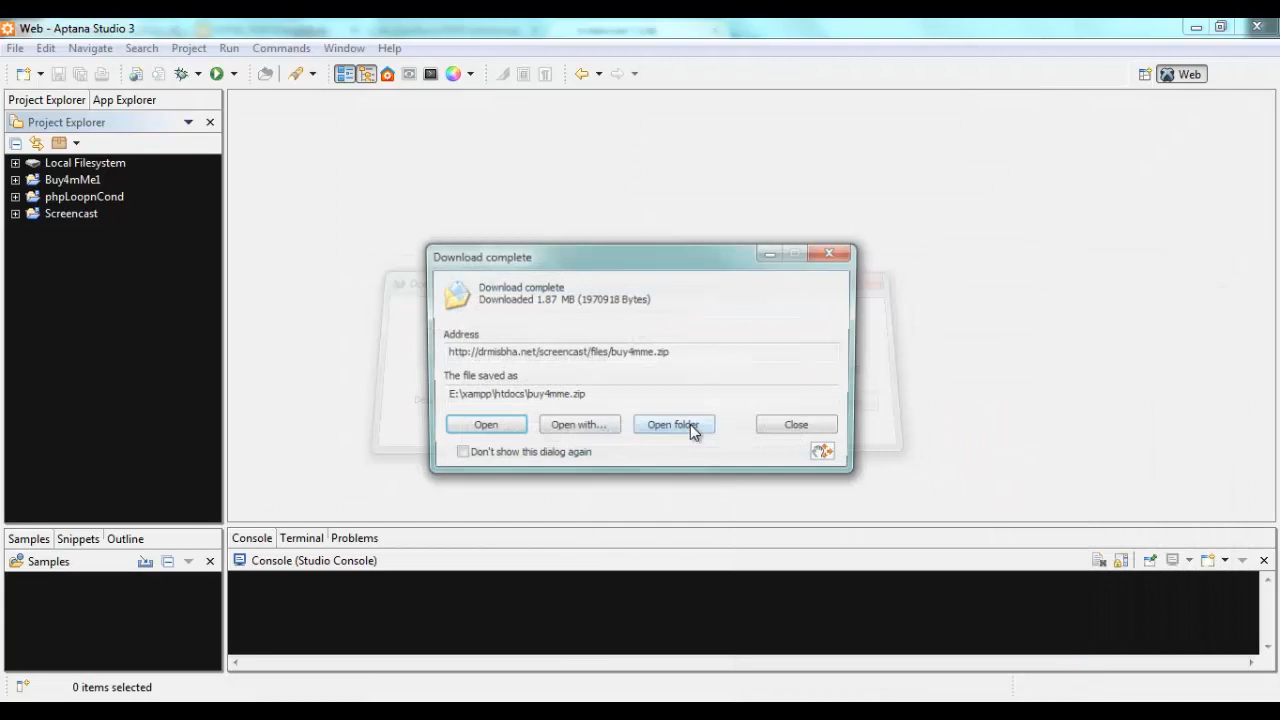 Web - Aptana Studio 3
File Edit Navigate Search Project Run Commands Window Help
Web
Project Explorer App Explorer
Project Explorer
Local Filesystem
Buy4mMe1
phpLoopnCond
Screencast
Download complete
Download complete
Downloaded 1.87 MB (1970918 Bytes)
Address
http://drmisbha.net/screencast/files/buy4mme.zip
The file saved as
E:\xampp\htdocs\buy4mme.zip
Open Open with... Open folder Close
Don't show this dialog again
Samples Snippets Outline
Samples
Console Terminal Problems
Console (Studio Console)
0 items selected